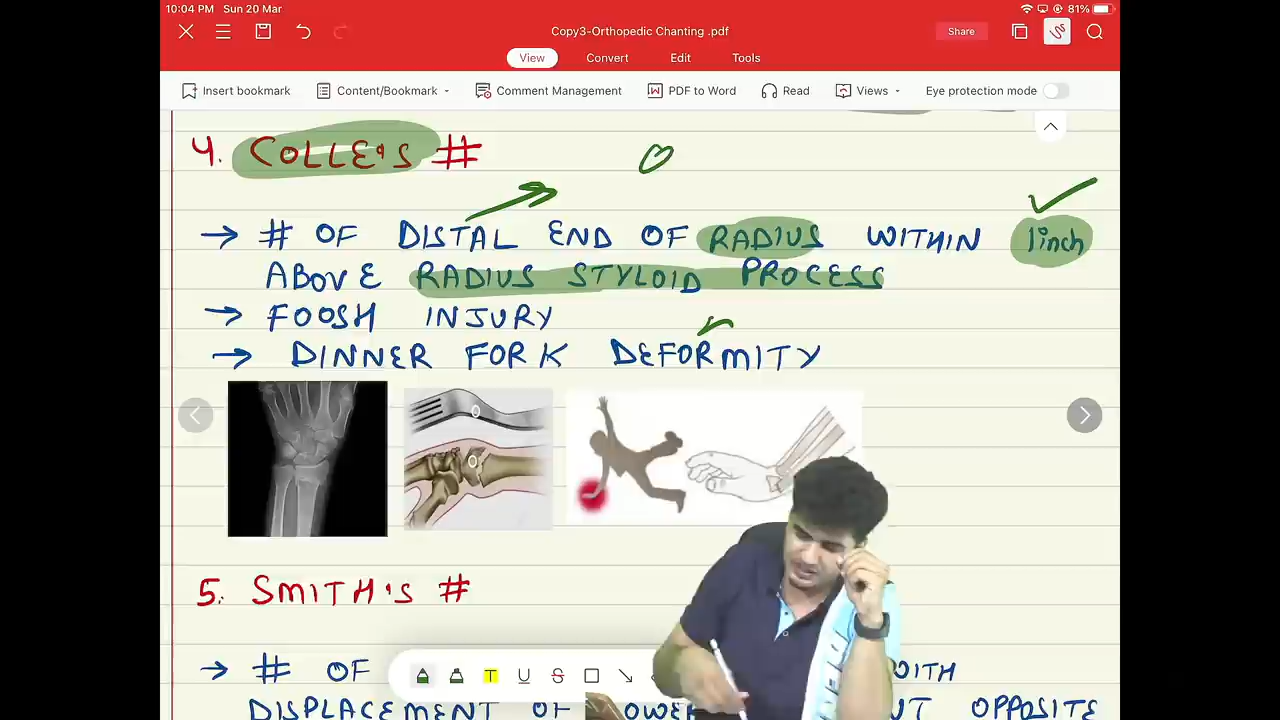 10:04 PM Sun 20 Mar 81%
Copy3-Orthopedic Chanting .pdf
Share
View Convert Edit Tools
Insert bookmark Content/Bookmark Comment Management PDF to Word Read Views Eye protection mode
4. COLLE'S #
→ # OF DISTAL END OF RADIUS WITHIN 1inch
ABOVE RADIUS STYLOID PROCESS
→ FOOSH INJURY
→ DINNER FORK DEFORMITY
5. SMITH'S #
→ # OF
DISPLACEMENT OF OPPOSITE